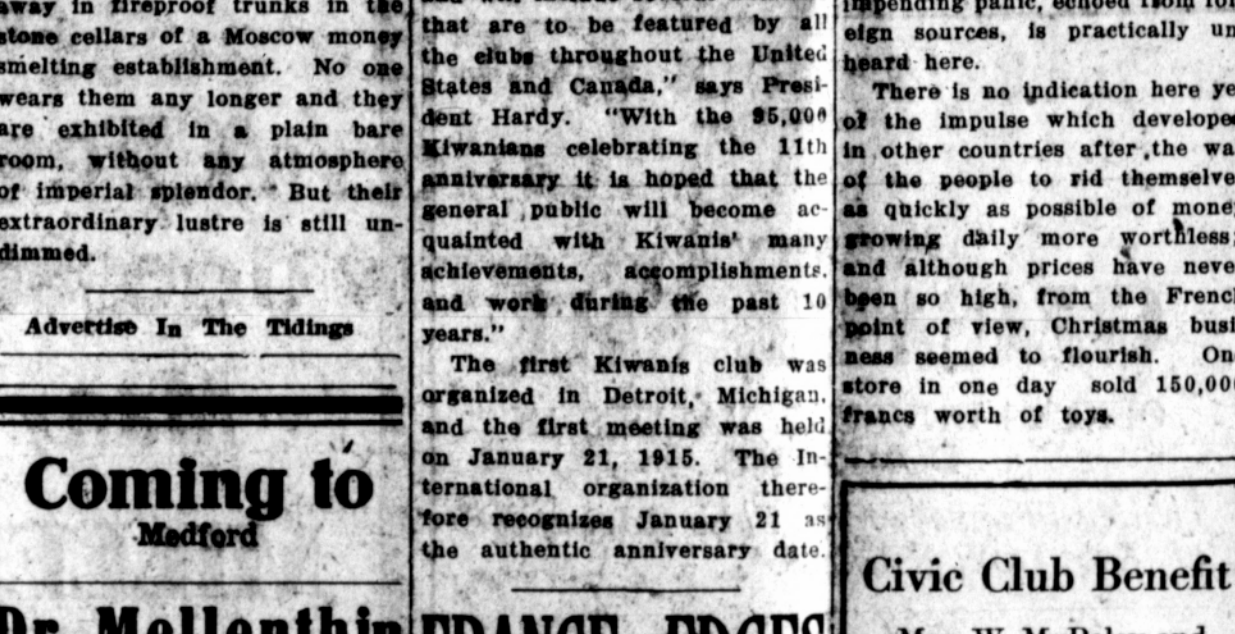 away in fireproof trunks in the
stone cellars of a Moscow money
smelting establishment. No one
wears them any longer and they
are exhibited in a plain bare
room, without any atmosphere
of imperial splendor. But their
extraordinary lustre is still un-
dimmed.
Advertise In The Tidings
Coming to
Medford
Dr. Mellenthin
that are to be featured by all
the clubs throughout the United
States and Canada," says Presi-
dent Hardy. "With the 95,000
Kiwanians celebrating the 11th
anniversary it is hoped that the
general public will become ac-
quainted with Kiwanis' many
achievements, accomplishments,
and work during the past 10
years."
The first Kiwanis club was
organized in Detroit, Michigan,
and the first meeting was held
on January 21, 1915. The In-
ternational organization there-
fore recognizes January 21 as
the authentic anniversary date.
FRANCE EDGES
impending panic, echoed from for
eign sources, is practically un
heard here.
There is no indication here ye
of the impulse which develope
in other countries after the wa
of the people to rid themselve
as quickly as possible of mone
growing daily more worthless;
and although prices have neve
been so high, from the Frenc
point of view, Christmas busi
ness seemed to flourish. On
store in one day sold 150,00
francs worth of toys.
Civic Club Benefit
Mrs. W. M.